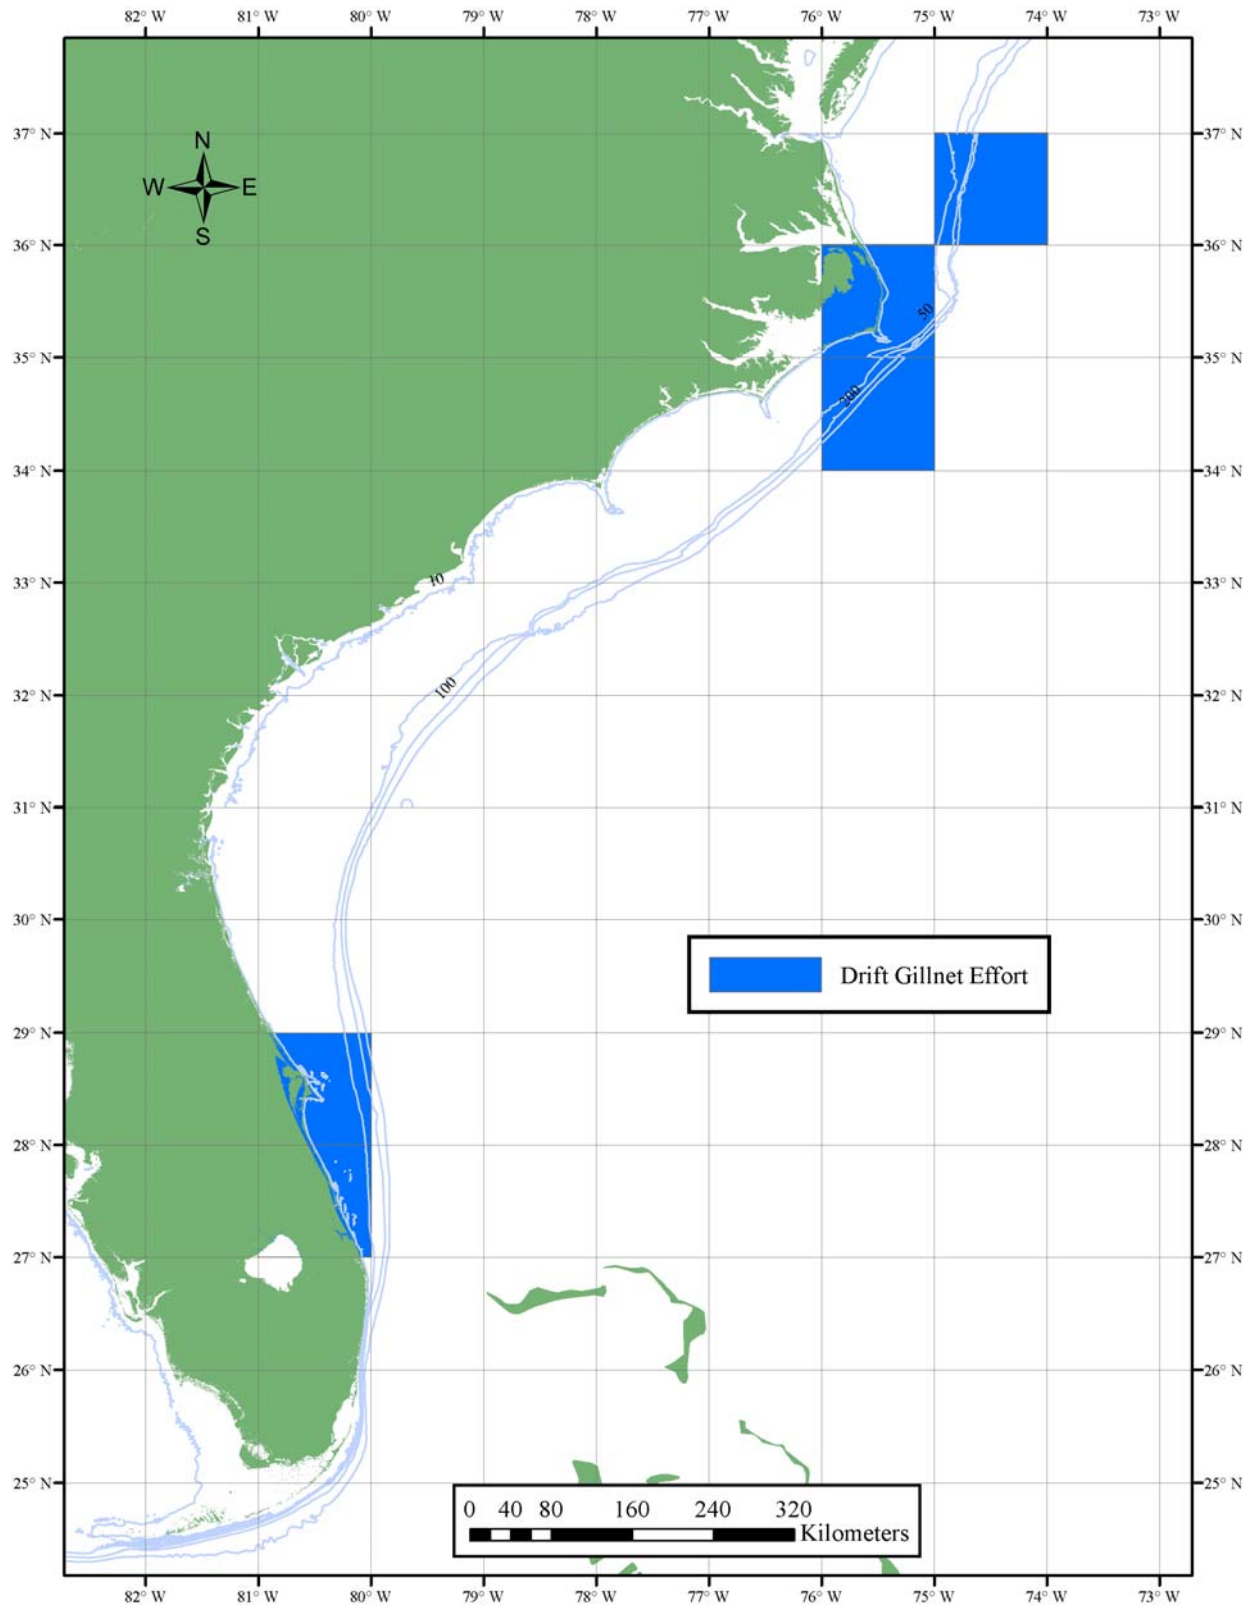 82° W 81° W 80° W 79° W 78° W 77° W 76° W 75° W 74° W 73° W
37° N 37° N
N
W E
S
36° N 36° N
50
35° N 35° N
200
34° N 34° N
33° N 10 33° N
100
32° N 32° N
31° N 31° N
30° N 30° N
Drift Gillnet Effort
29° N 29° N
28° N 28° N
27° N 27° N
26° N 26° N
25° N 25° N
0 40 80 160 240 320
Kilometers
82° W 81° W 80° W 79° W 78° W 77° W 76° W 75° W 74° W 73° W